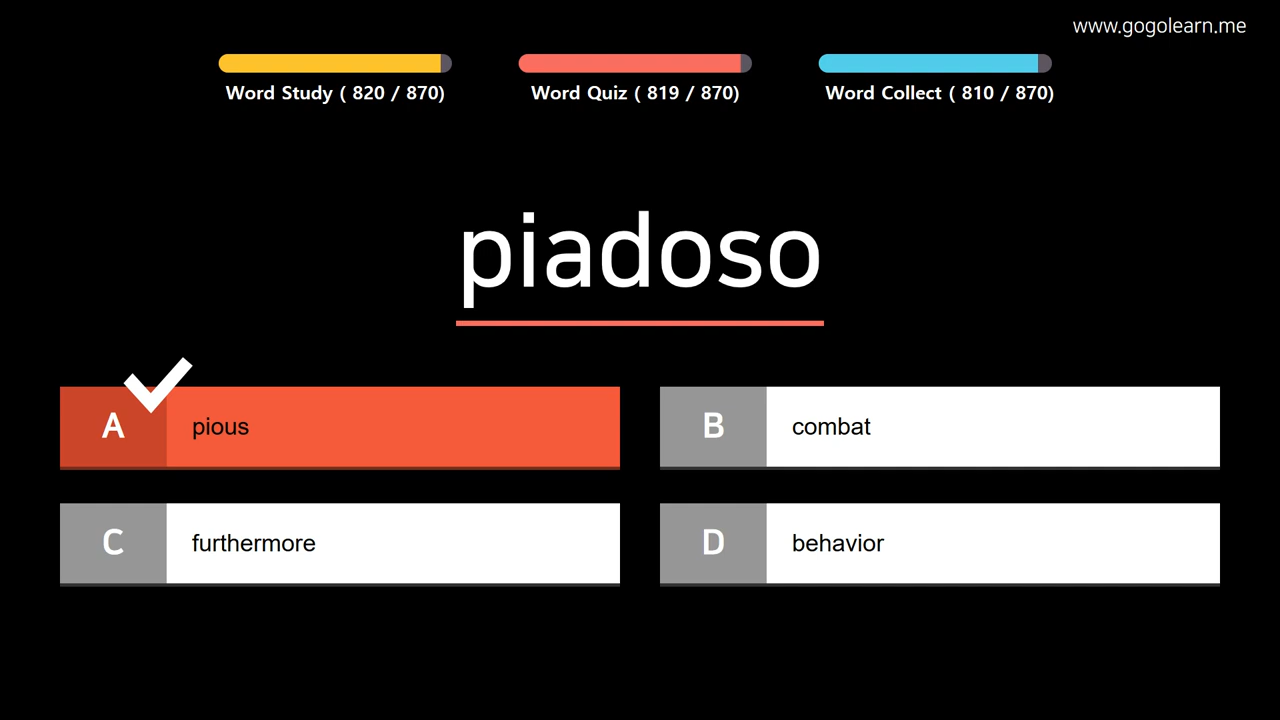 www.gogolearn.me
Word Study ( 820 / 870)
Word Quiz ( 819 / 870)
Word Collect ( 810 / 870)
piadoso
A pious
B combat
C furthermore
D behavior